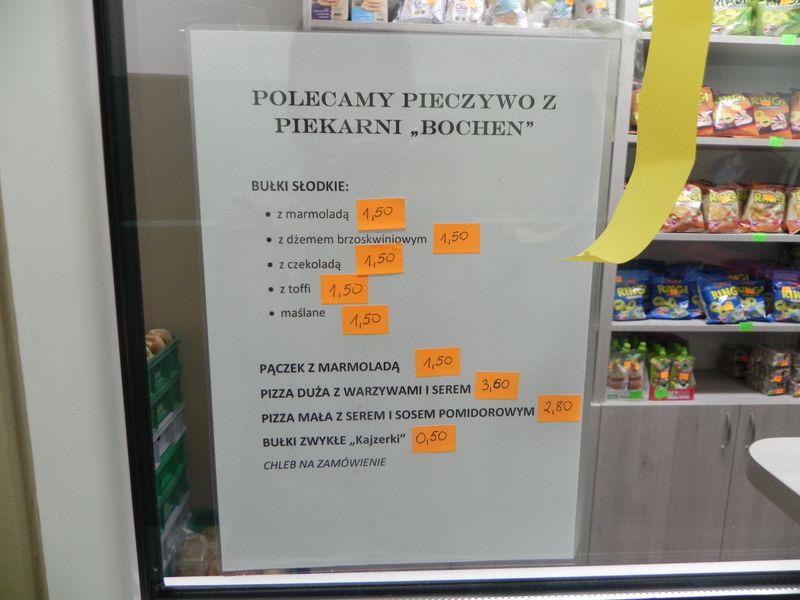 POLECAMY PIECZYWO Z
PIEKARNI „BOCHEN”
BUŁKI SŁODKIE:
• z marmoladą 1,50
• z dżemem brzoskwiniowym 1,50
• z czekoladą 1,50
• z toffi 1,50
• maślane 1,50
PĄCZEK Z MARMOLADĄ 1,50
PIZZA DUŻA Z WARZYWAMI I SEREM 3,60
PIZZA MAŁA Z SEREM I SOSEM POMIDOROWYM 2,80
BUŁKI ZWYKŁE „Kajzerki” 0,50
CHLEB NA ZAMÓWIENIE